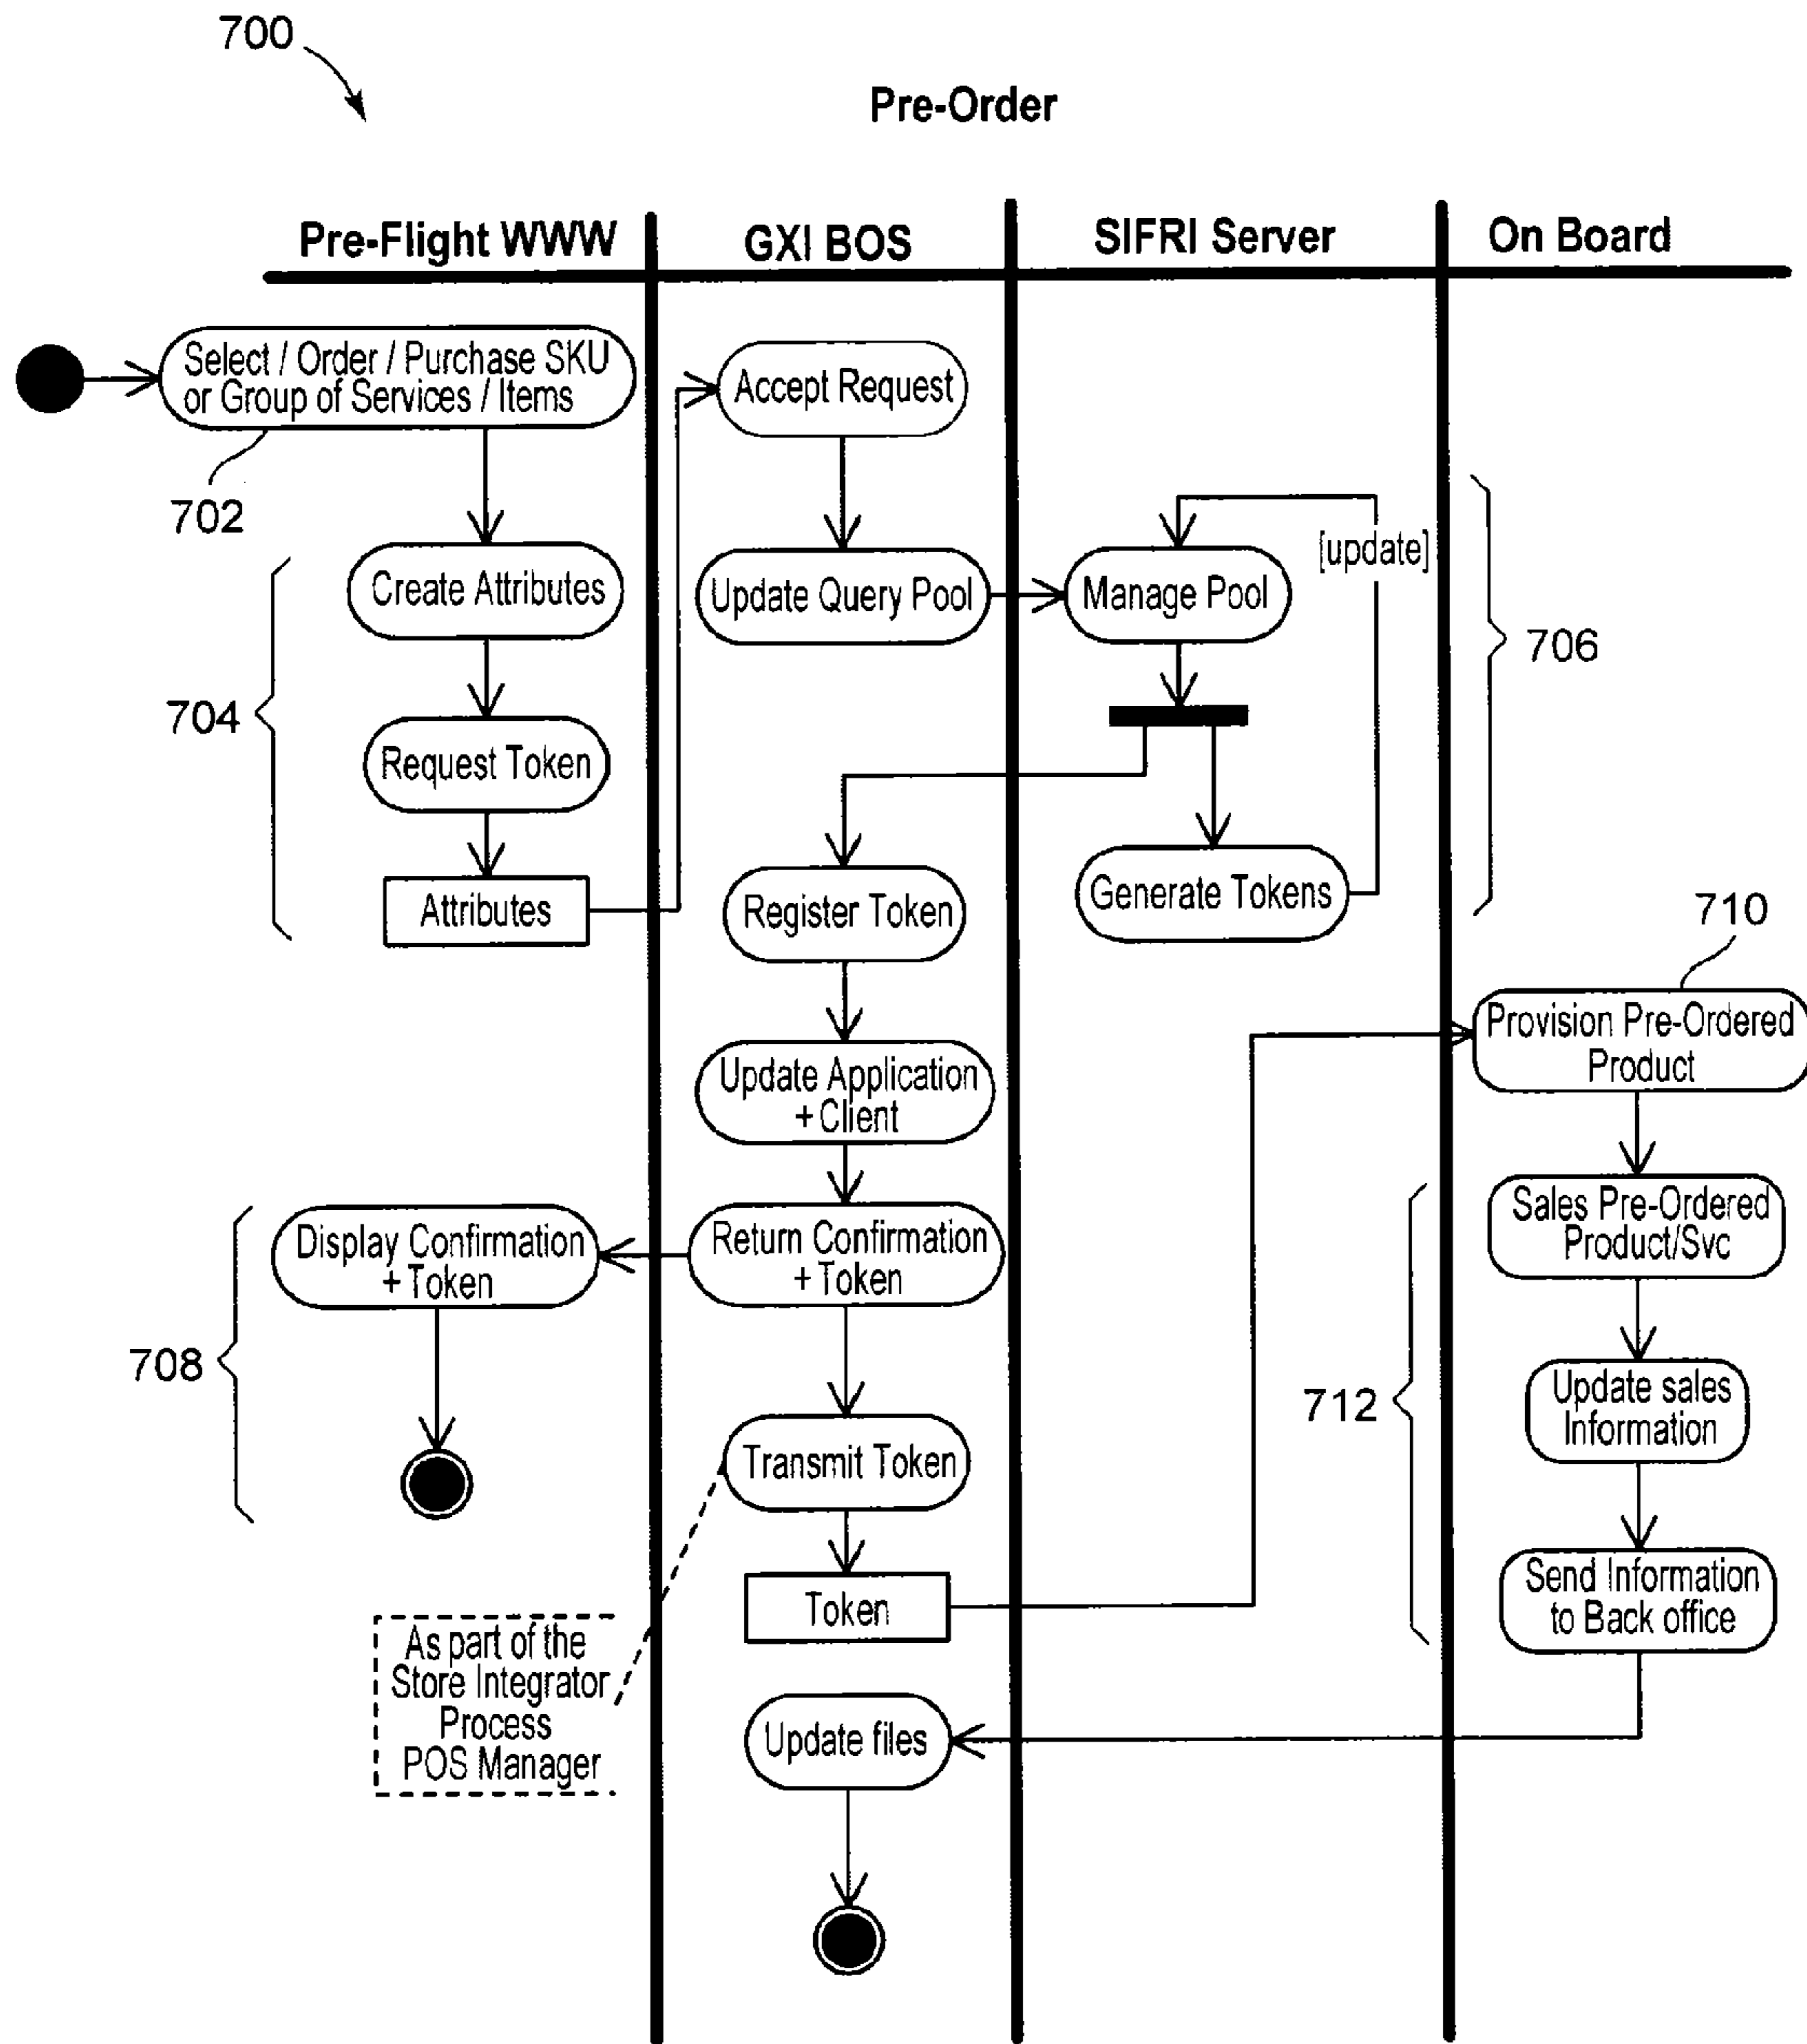 700
Pre-Order
Pre-Flight WWW
GXI BOS
SIFRI Server
On Board
Select / Order / Purchase SKU
or Group of Services / Items
702
Create Attributes
Request Token
Attributes
704
Accept Request
Update Query Pool
Manage Pool
[update]
706
Generate Tokens
Register Token
Update Application
+ Client
Return Confirmation
+ Token
Display Confirmation
+ Token
708
Transmit Token
As part of the
Store Integrator
Process
POS Manager
Token
710
Provision Pre-Ordered
Product
Sales Pre-Ordered
Product/Svc
712
Update sales
Information
Send Information
to Back office
Update files